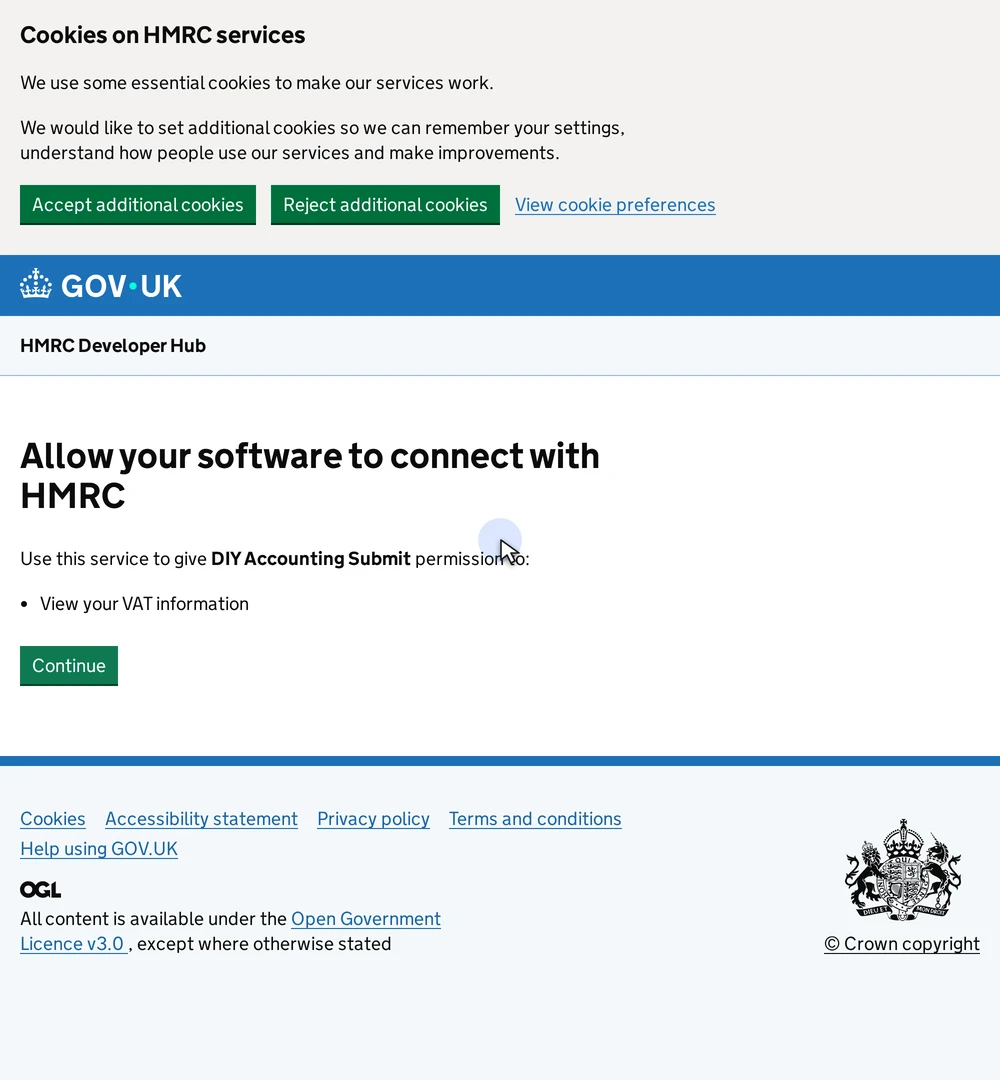 Cookies on HMRC services
We use some essential cookies to make our services work.
We would like to set additional cookies so we can remember your settings,
understand how people use our services and make improvements.
Accept additional cookies
Reject additional cookies
View cookie preferences
GOV·UK
HMRC Developer Hub
Allow your software to connect with
HMRC
Use this service to give DIY Accounting Submit permission to:
• View your VAT information
Continue
Cookies
Accessibility statement
Privacy policy
Terms and conditions
Help using GOV.UK
OGL
All content is available under the Open Government
Licence v3.0 , except where otherwise stated
DIEU ET MON DROIT
© Crown copyright